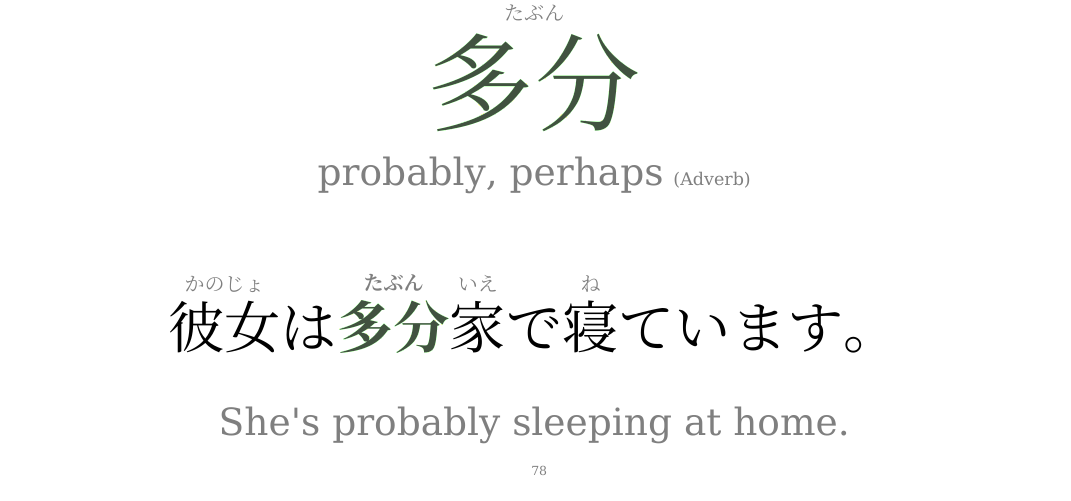 たぶん
多分
probably, perhaps (Adverb)
かのじょ たぶん いえ ね
彼女は多分家で寝ています。
She's probably sleeping at home.
78